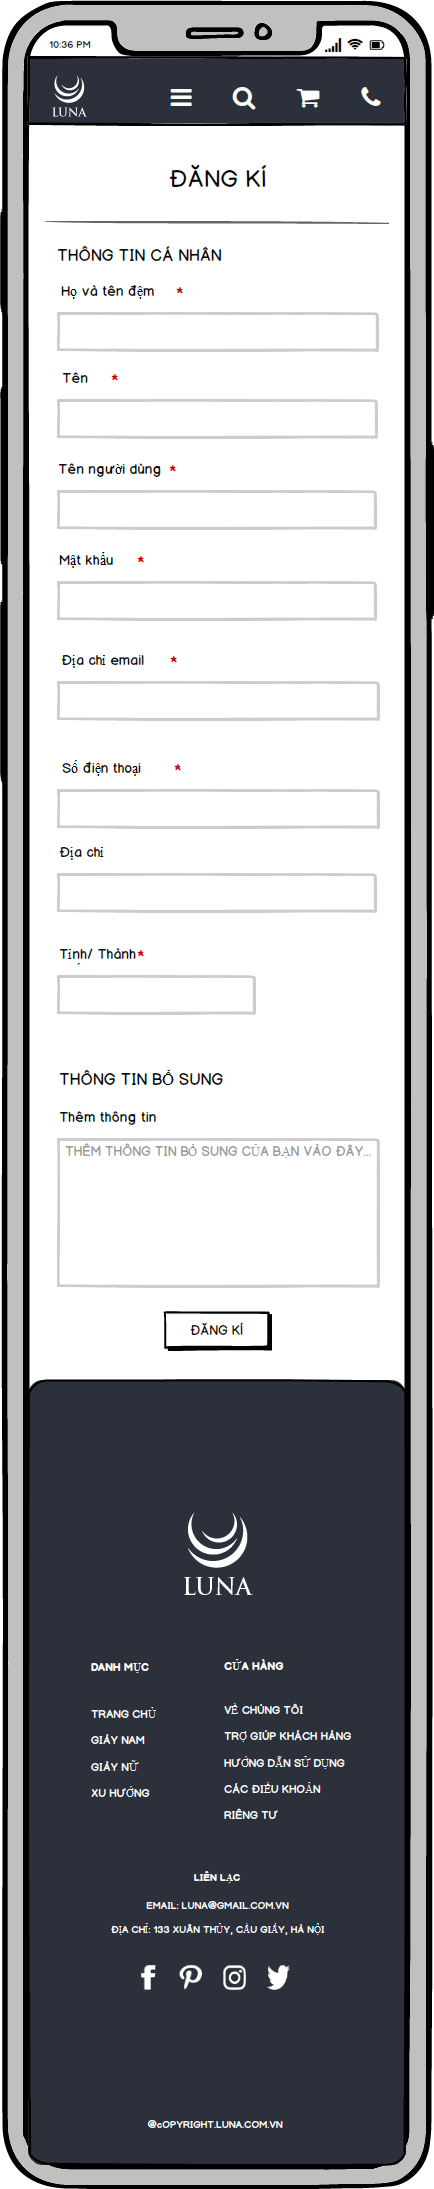 10:36 PM
LUNA
ĐĂNG KÍ
THÔNG TIN CÁ NHÂN
Họ và tên đệm *
Tên *
Tên người dùng *
Mật khẩu *
Địa chỉ email *
Số điện thoại *
Địa chỉ
Tỉnh/ Thành*
THÔNG TIN BỔ SUNG
Thêm thông tin
THÊM THÔNG TIN BỔ SUNG CỦA BẠN VÀO ĐÂY...
ĐĂNG KÍ
LUNA
DANH MỤC
TRANG CHỦ
GIÀY NAM
GIÀY NỮ
XU HƯỚNG
CỬA HÀNG
VỀ CHÚNG TÔI
TRỢ GIÚP KHÁCH HÀNG
HƯỚNG DẪN SỬ DỤNG
CÁC ĐIỀU KHOẢN
RIÊNG TƯ
LIÊN LẠC
EMAIL: LUNA@GMAIL.COM.VN
ĐỊA CHỈ: 133 XUÂN THỦY, CẦU GIẤY, HÀ NỘI
@cOPYRIGHT.LUNA.COM.VN